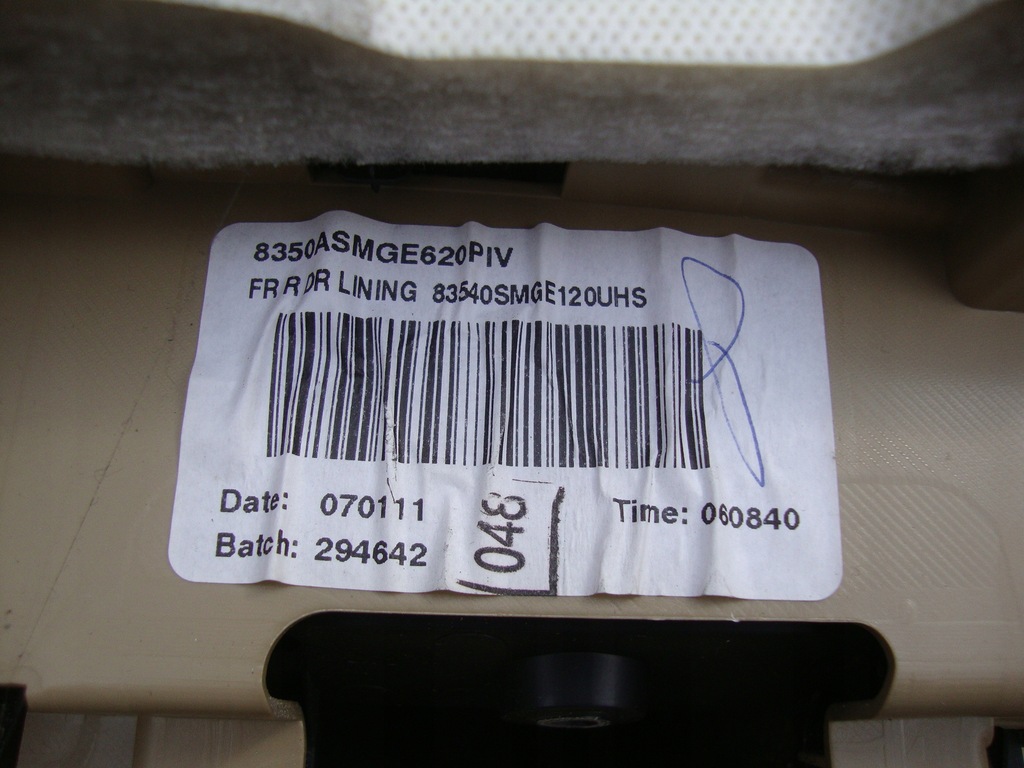 8350ASMGE620PIV
FR R DR LINING 83540SMGE120UHS
Date: 070111
Time: 060840
Batch: 294642
048